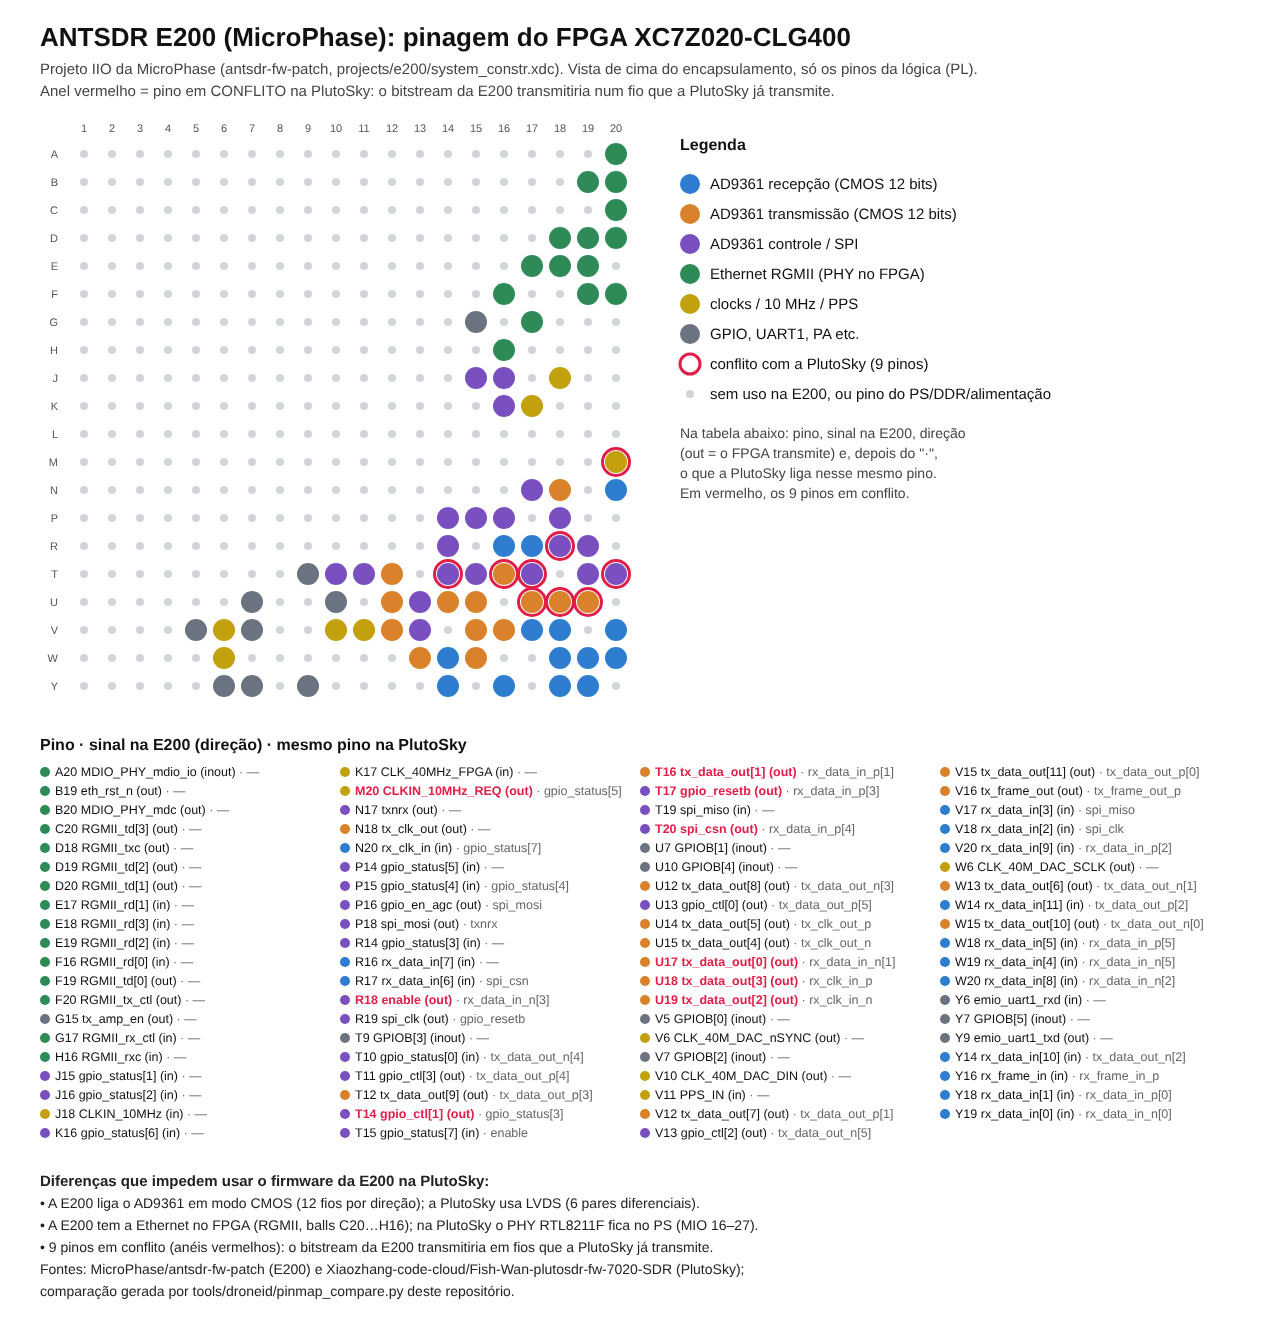 ANTSDR E200 (MicroPhase): pinagem do FPGA XC7Z020-CLG400
Projeto IIO da MicroPhase (antsdr-fw-patch, projects/e200/system_constr.xdc). Vista de cima do encapsulamento, só os pinos da lógica (PL).
Anel vermelho = pino em CONFLITO na PlutoSky: o bitstream da E200 transmitiria num fio que a PlutoSky já transmite.
1 2 3 4 5 6 7 8 9 10 11 12 13 14 15 16 17 18 19 20
A
B
C
D
E
F
G
H
J
K
L
M
N
P
R
T
U
V
W
Y
Legenda
AD9361 recepção (CMOS 12 bits)
AD9361 transmissão (CMOS 12 bits)
AD9361 controle / SPI
Ethernet RGMII (PHY no FPGA)
clocks / 10 MHz / PPS
GPIO, UART1, PA etc.
conflito com a PlutoSky (9 pinos)
sem uso na E200, ou pino do PS/DDR/alimentação
Na tabela abaixo: pino, sinal na E200, direção
(out = o FPGA transmite) e, depois do "·",
o que a PlutoSky liga nesse mesmo pino.
Em vermelho, os 9 pinos em conflito.
Pino · sinal na E200 (direção) · mesmo pino na PlutoSky
A20 MDIO_PHY_mdio_io (inout) · —
B19 eth_rst_n (out) · —
B20 MDIO_PHY_mdc (out) · —
C20 RGMII_td[3] (out) · —
D18 RGMII_txc (out) · —
D19 RGMII_td[2] (out) · —
D20 RGMII_td[1] (out) · —
E17 RGMII_rd[1] (in) · —
E18 RGMII_rd[3] (in) · —
E19 RGMII_rd[2] (in) · —
F16 RGMII_rd[0] (in) · —
F19 RGMII_td[0] (out) · —
F20 RGMII_tx_ctl (out) · —
G15 tx_amp_en (out) · —
G17 RGMII_rx_ctl (in) · —
H16 RGMII_rxc (in) · —
J15 gpio_status[1] (in) · —
J16 gpio_status[2] (in) · —
J18 CLKIN_10MHz (in) · —
K16 gpio_status[6] (in) · —
K17 CLK_40MHz_FPGA (in) · —
M20 CLKIN_10MHz_REQ (out) · gpio_status[5]
N17 txnrx (out) · —
N18 tx_clk_out (out) · —
N20 rx_clk_in (in) · gpio_status[7]
P14 gpio_status[5] (in) · —
P15 gpio_status[4] (in) · gpio_status[4]
P16 gpio_en_agc (out) · spi_mosi
P18 spi_mosi (out) · txnrx
R14 gpio_status[3] (in) · —
R16 rx_data_in[7] (in) · —
R17 rx_data_in[6] (in) · spi_csn
R18 enable (out) · rx_data_in_n[3]
R19 spi_clk (out) · gpio_resetb
T9 GPIOB[3] (inout) · —
T10 gpio_status[0] (in) · tx_data_out_n[4]
T11 gpio_ctl[3] (out) · tx_data_out_p[4]
T12 tx_data_out[9] (out) · tx_data_out_p[3]
T14 gpio_ctl[1] (out) · gpio_status[3]
T15 gpio_status[7] (in) · enable
T16 tx_data_out[1] (out) · rx_data_in_p[1]
T17 gpio_resetb (out) · rx_data_in_p[3]
T19 spi_miso (in) · —
T20 spi_csn (out) · rx_data_in_p[4]
U7 GPIOB[1] (inout) · —
U10 GPIOB[4] (inout) · —
U12 tx_data_out[8] (out) · tx_data_out_n[3]
U13 gpio_ctl[0] (out) · tx_data_out_p[5]
U14 tx_data_out[5] (out) · tx_clk_out_p
U15 tx_data_out[4] (out) · tx_clk_out_n
U17 tx_data_out[0] (out) · rx_data_in_n[1]
U18 tx_data_out[3] (out) · rx_clk_in_p
U19 tx_data_out[2] (out) · rx_clk_in_n
V5 GPIOB[0] (inout) · —
V6 CLK_40M_DAC_nSYNC (out) · —
V7 GPIOB[2] (inout) · —
V10 CLK_40M_DAC_DIN (out) · —
V11 PPS_IN (in) · —
V12 tx_data_out[7] (out) · tx_data_out_p[1]
V13 gpio_ctl[2] (out) · tx_data_out_n[5]
V15 tx_data_out[11] (out) · tx_data_out_p[0]
V16 tx_frame_out (out) · tx_frame_out_p
V17 rx_data_in[3] (in) · spi_miso
V18 rx_data_in[2] (in) · spi_clk
V20 rx_data_in[9] (in) · rx_data_in_p[2]
W6 CLK_40M_DAC_SCLK (out) · —
W13 tx_data_out[6] (out) · tx_data_out_n[1]
W14 rx_data_in[11] (in) · tx_data_out_p[2]
W15 tx_data_out[10] (out) · tx_data_out_n[0]
W18 rx_data_in[5] (in) · rx_data_in_p[5]
W19 rx_data_in[4] (in) · rx_data_in_n[5]
W20 rx_data_in[8] (in) · rx_data_in_n[2]
Y6 emio_uart1_rxd (in) · —
Y7 GPIOB[5] (inout) · —
Y9 emio_uart1_txd (out) · —
Y14 rx_data_in[10] (in) · tx_data_out_n[2]
Y16 rx_frame_in (in) · rx_frame_in_p
Y18 rx_data_in[1] (in) · rx_data_in_p[0]
Y19 rx_data_in[0] (in) · rx_data_in_n[0]
Diferenças que impedem usar o firmware da E200 na PlutoSky:
• A E200 liga o AD9361 em modo CMOS (12 fios por direção); a PlutoSky usa LVDS (6 pares diferenciais).
• A E200 tem a Ethernet no FPGA (RGMII, balls C20…H16); na PlutoSky o PHY RTL8211F fica no PS (MIO 16–27).
• 9 pinos em conflito (anéis vermelhos): o bitstream da E200 transmitiria em fios que a PlutoSky já transmite.
Fontes: MicroPhase/antsdr-fw-patch (E200) e Xiaozhang-code-cloud/Fish-Wan-plutosdr-fw-7020-SDR (PlutoSky);
comparação gerada por tools/droneid/pinmap_compare.py deste repositório.